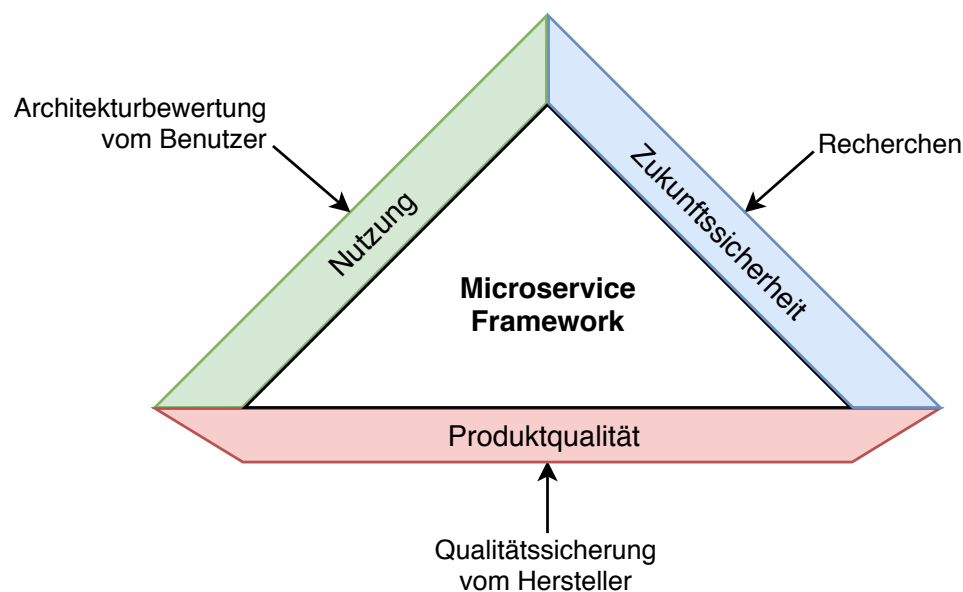 Architekturbewertung
vom Benutzer
Recherchen
Nutzung
Zukunftssicherheit
Microservice
Framework
Produktqualität
Qualitätssicherung
vom Hersteller